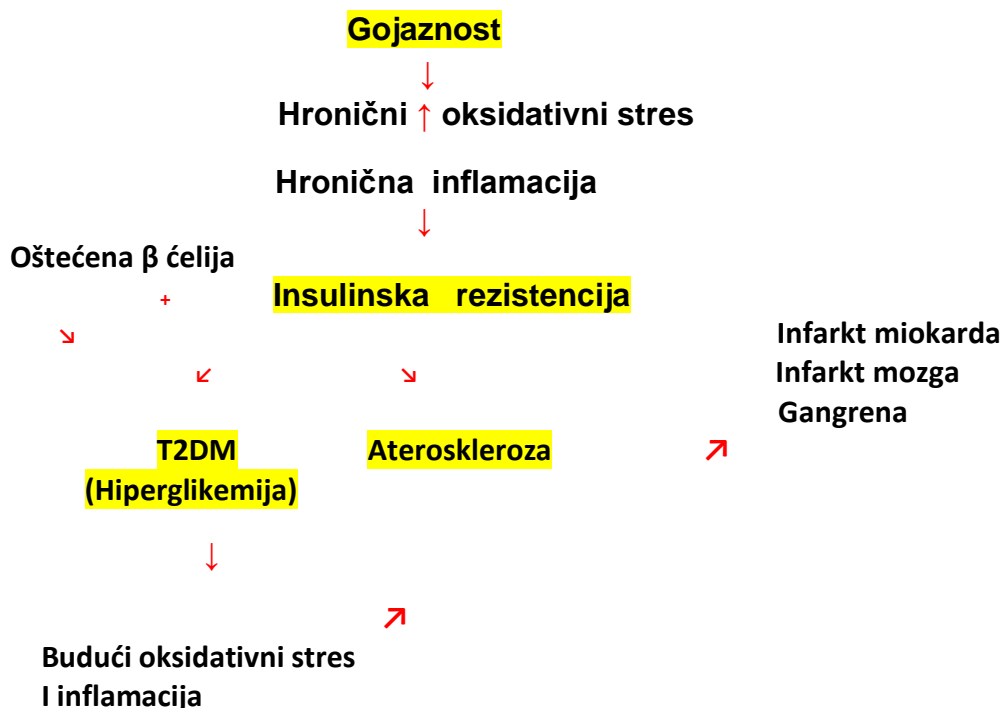 Gojaznost
↓
Hronični ↑ oksidativni stres
Hronična inflamacija
↓
Oštećena β ćelija
+
Insulinska rezistencija
↘
Infarkt miokarda
↙ ↘
Infarkt mozga
Gangrena
T2DM
Ateroskleroza
↗
(Hiperglikemija)
↓
↗
Budući oksidativni stres
I inflamacija